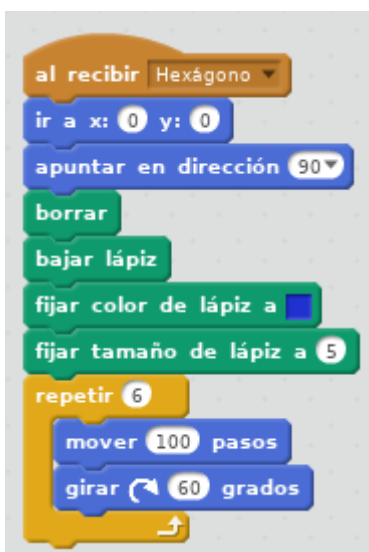 al recibir Hexágono
ir a x: 0 y: 0
apuntar en dirección 90
borrar
bajar lápiz
fijar color de lápiz a
fijar tamaño de lápiz a 5
repetir 6
mover 100 pasos
girar 60 grados